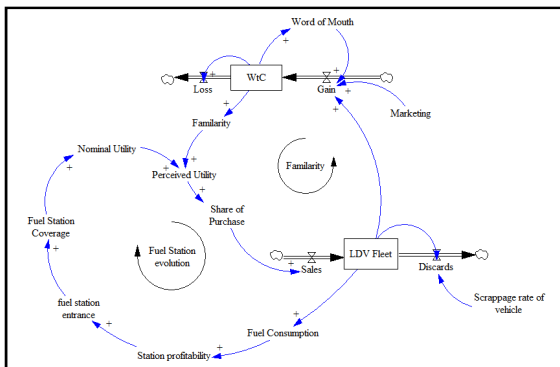 Word of Mouth
WtC
Loss
Gain
Marketing
Familarity
Nominal Utility
Perceived Utility
Familarity
Share of
Purchase
Fuel Station
Coverage
Fuel Station
evolution
Sales
LDV Fleet
Discards
fuel station
entrance
Scrappage rate of
vehicle
Fuel Consumption
Station profitability